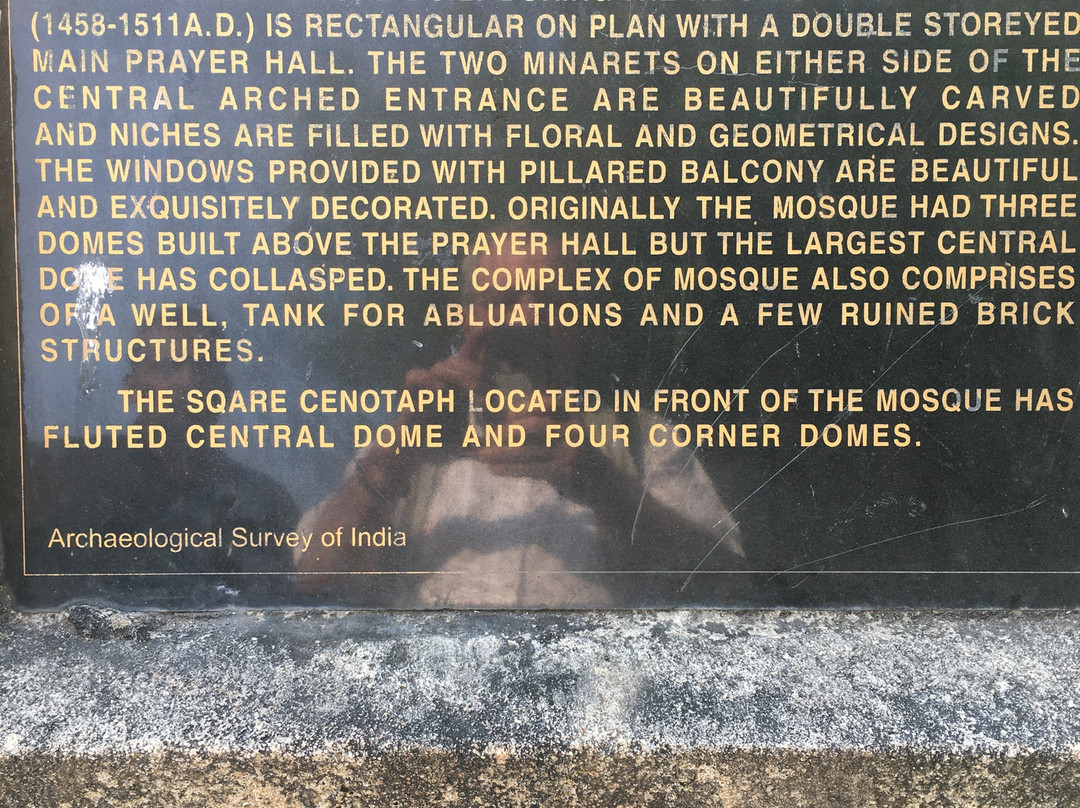 (1458-1511A.D.) IS RECTANGULAR ON PLAN WITH A DOUBLE STOREYED
MAIN PRAYER HALL. THE TWO MINARETS ON EITHER SIDE OF THE
CENTRAL ARCHED ENTRANCE ARE BEAUTIFULLY CARVED
AND NICHES ARE FILLED WITH FLORAL AND GEOMETRICAL DESIGNS.
THE WINDOWS PROVIDED WITH PILLARED BALCONY ARE BEAUTIFUL
AND EXQUISITELY DECORATED. ORIGINALLY THE MOSQUE HAD THREE
DOMES BUILT ABOVE THE PRAYER HALL BUT THE LARGEST CENTRAL
DOME HAS COLLASPED. THE COMPLEX OF MOSQUE ALSO COMPRISES
OF A WELL, TANK FOR ABLUATIONS AND A FEW RUINED BRICK
STRUCTURES.
THE SQARE CENOTAPH LOCATED IN FRONT OF THE MOSQUE HAS
FLUTED CENTRAL DOME AND FOUR CORNER DOMES.
Archaeological Survey of India